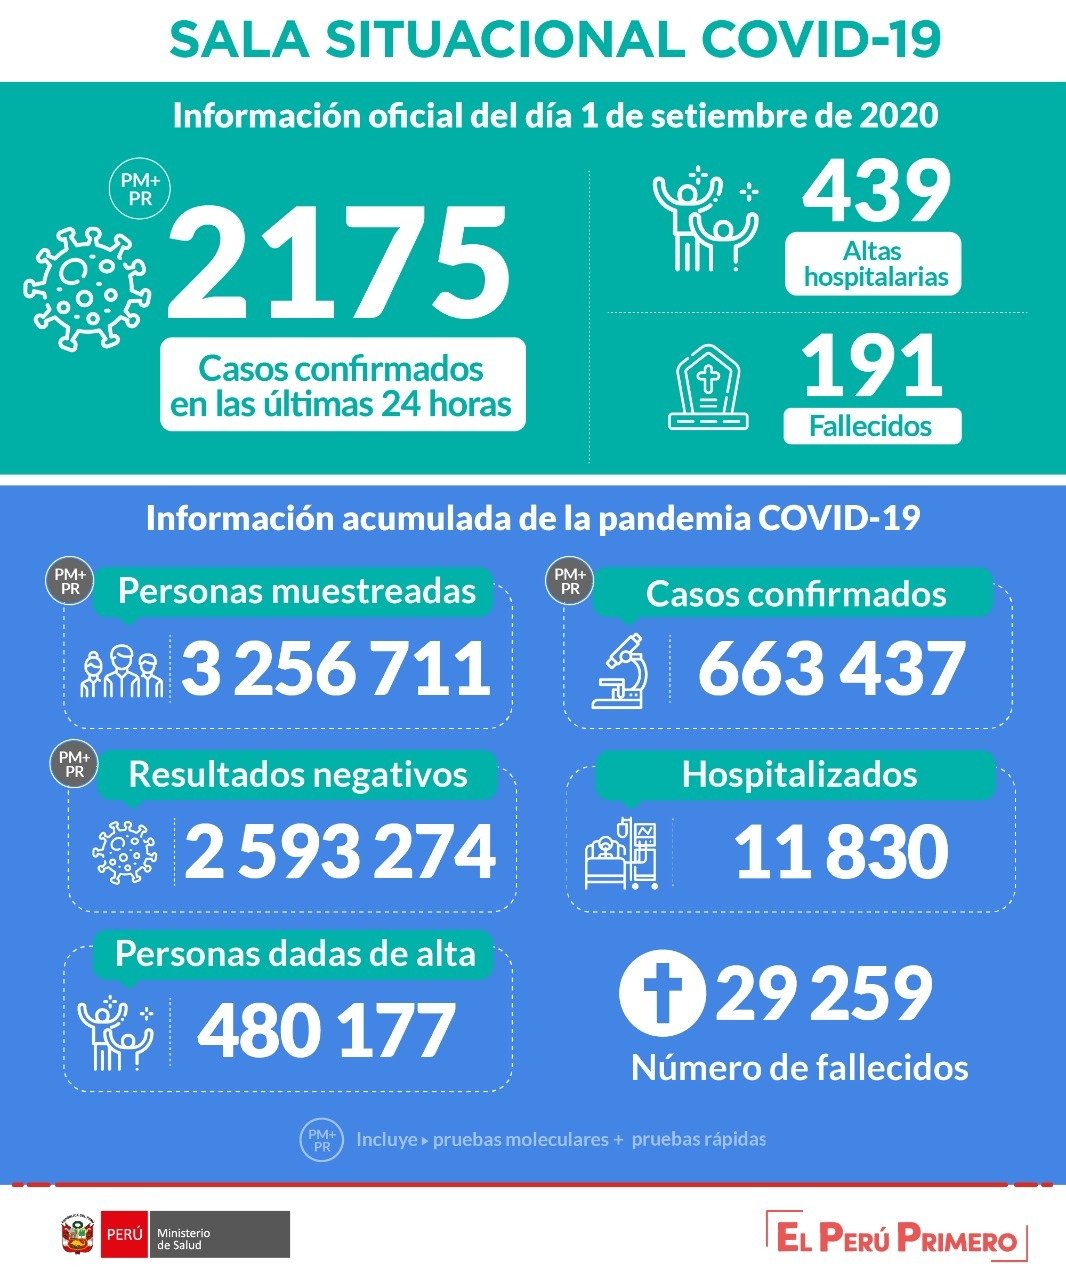 SALA SITUACIONAL COVID-19
Información oficial del día 1 de setiembre de 2020
PM+
PR
2175
Casos confirmados
en las últimas 24 horas
439
Altas
hospitalarias
191
Fallecidos
Información acumulada de la pandemia COVID-19
PM+
PR
Personas muestreadas
3 256 711
PM+
PR
Casos confirmados
663 437
PM+
PR
Resultados negativos
2 593 274
Hospitalizados
11 830
Personas dadas de alta
480 177
29 259
Número de fallecidos
PM+
PR
Incluye ▸ pruebas moleculares + pruebas rápidas
PERÚ
Ministerio
de Salud
EL PERÚ PRIMERO